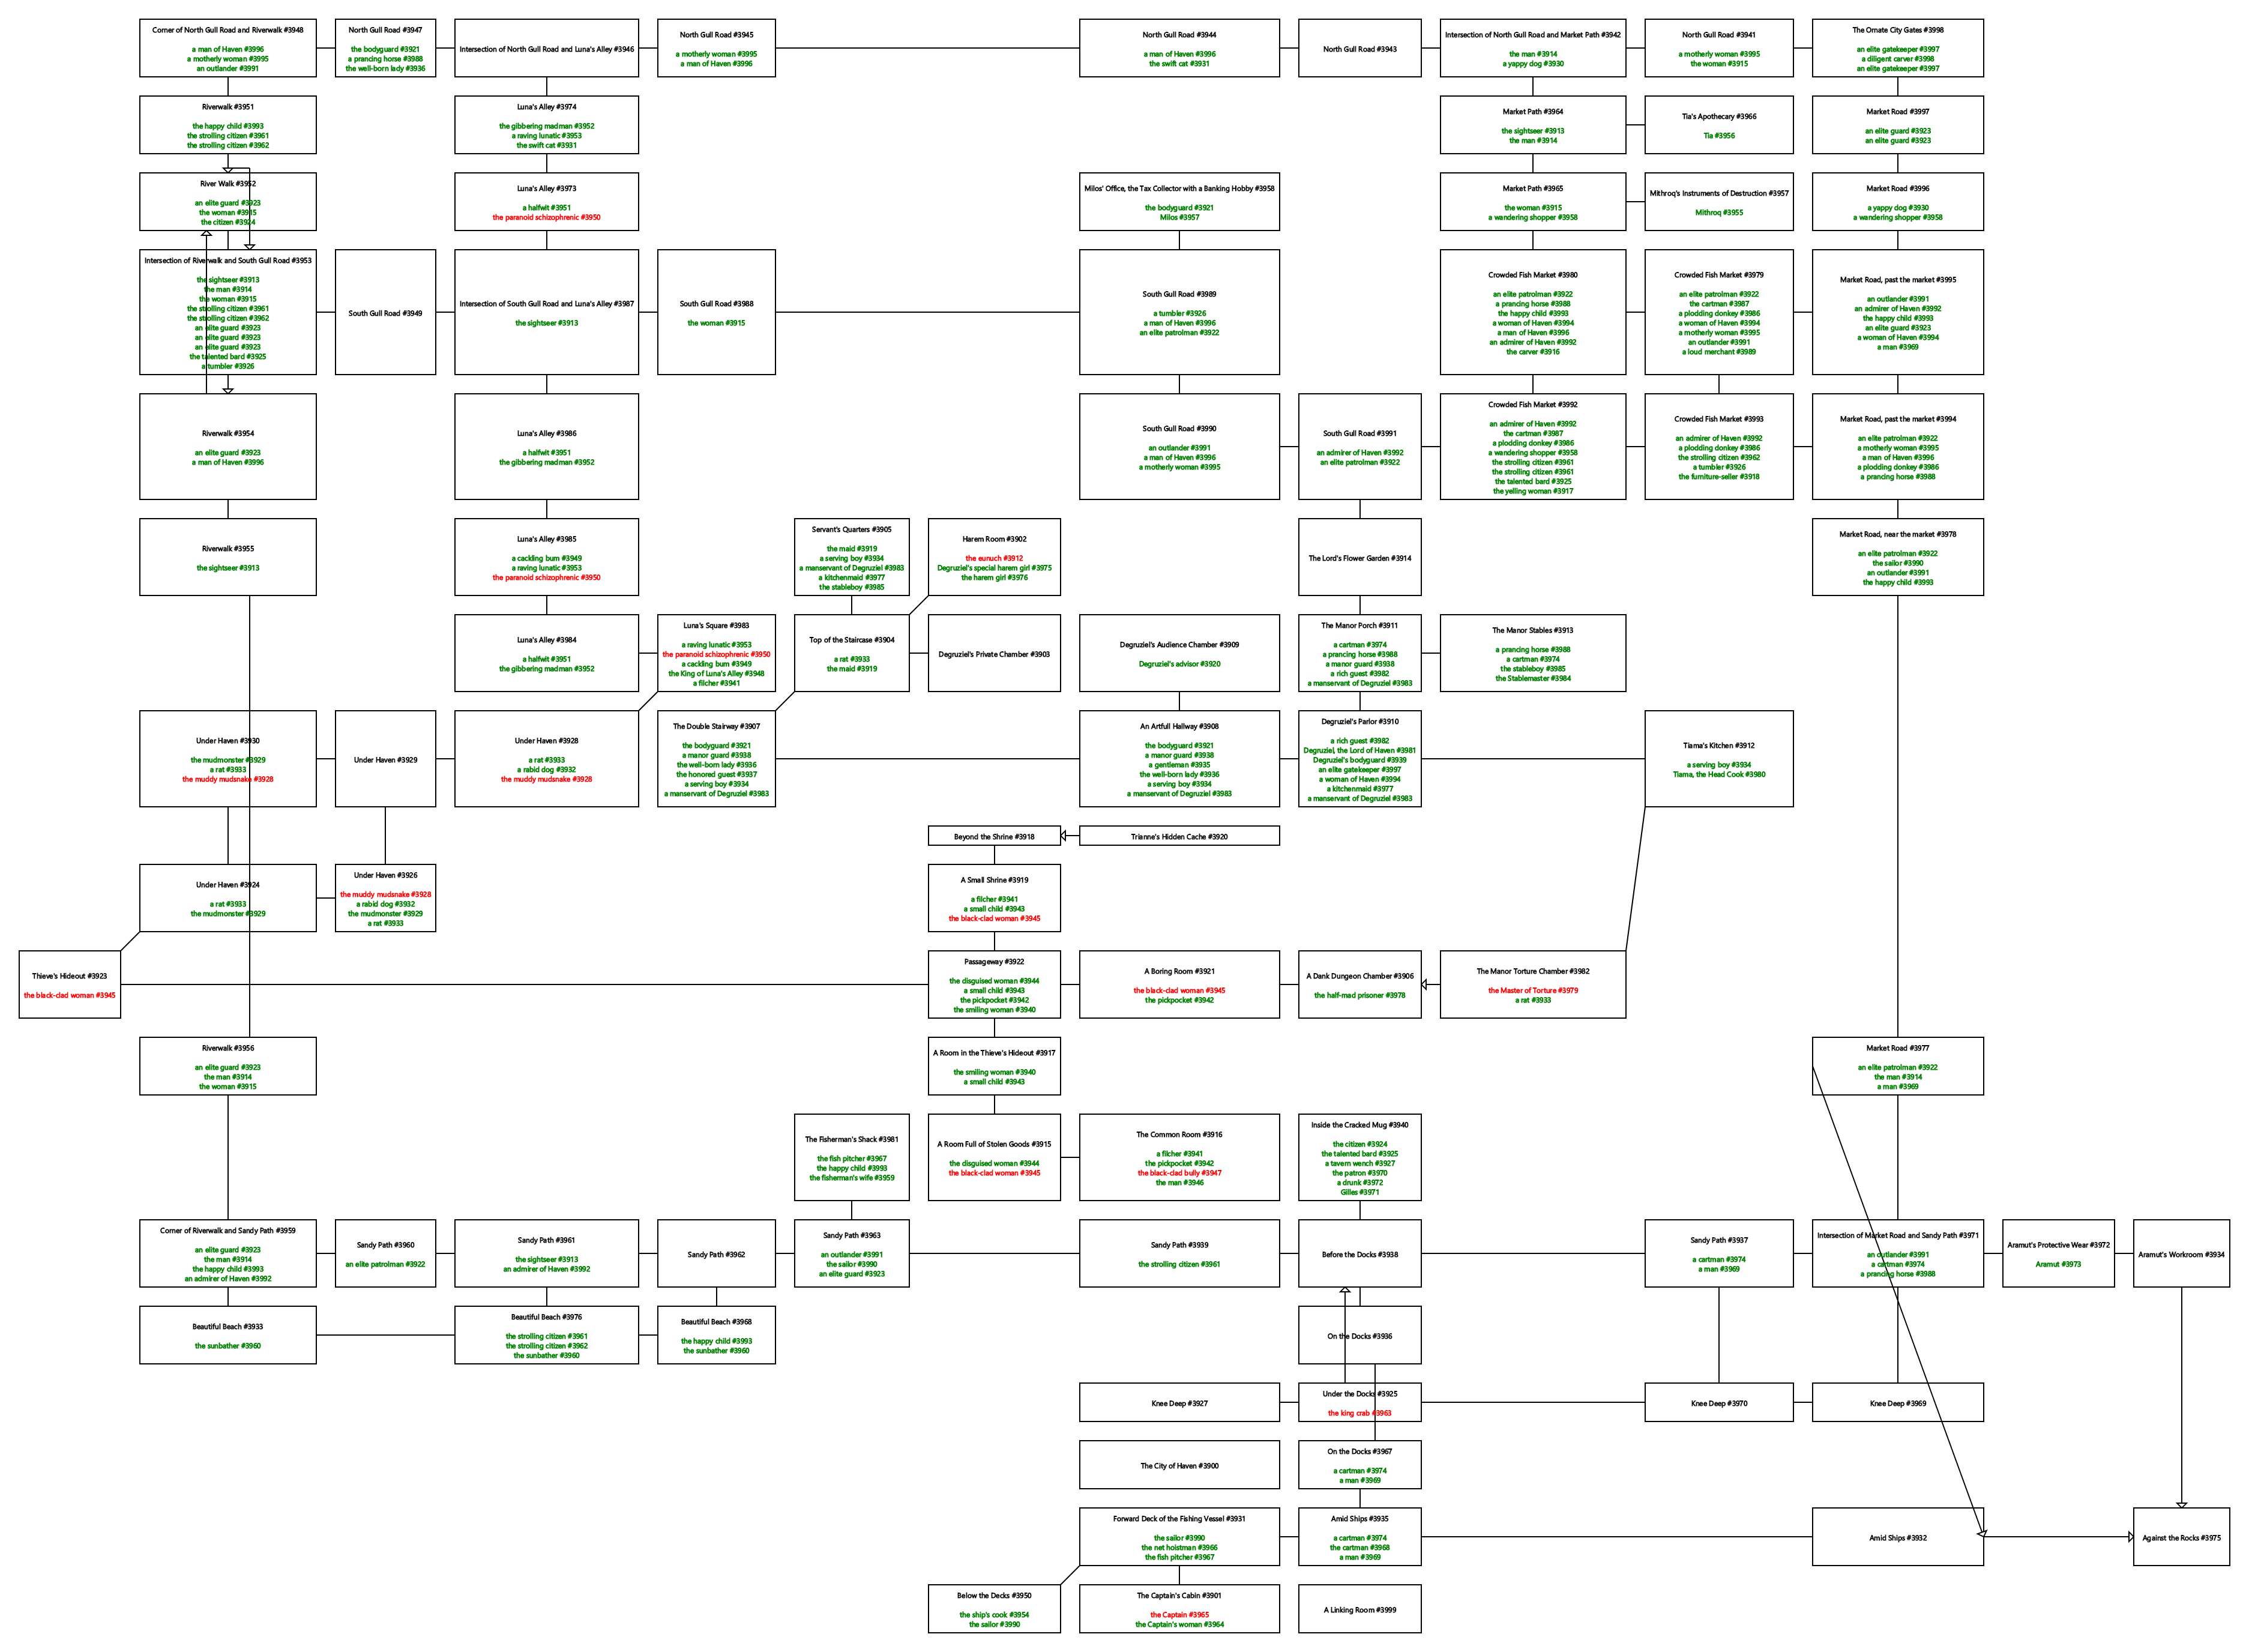 Corner of North Gull Road and Riverwalk #3948
a man of Haven #3996
a motherly woman #3995
an outlander #3991
North Gull Road #3947
the bodyguard #3921
a prancing horse #3988
the well-born lady #3936
Intersection of North Gull Road and Luna's Alley #3946
North Gull Road #3945
a motherly woman #3995
a man of Haven #3996
North Gull Road #3944
a man of Haven #3996
the swift cat #3931
North Gull Road #3943
Intersection of North Gull Road and Market Path #3942
the man #3914
a yappy dog #3930
North Gull Road #3941
a motherly woman #3995
the woman #3915
The Ornate City Gates #3998
an elite gatekeeper #3997
a diligent carver #3998
an elite gatekeeper #3997
Riverwalk #3951
the happy child #3993
the strolling citizen #3961
the strolling citizen #3962
Luna's Alley #3974
the gibbering madman #3952
a raving lunatic #3953
the swift cat #3931
Market Path #3964
the sightseer #3913
the man #3914
Tia's Apothecary #3966
Tia #3956
Market Road #3997
an elite guard #3923
an elite guard #3923
River Walk #3952
an elite guard #3923
the woman #3915
the citizen #3924
Luna's Alley #3973
a halfwit #3951
the paranoid schizophrenic #3950
Milos' Office, the Tax Collector with a Banking Hobby #3958
the bodyguard #3921
Milos #3957
Market Path #3965
the woman #3915
a wandering shopper #3958
Mithroq's Instruments of Destruction #3957
Mithroq #3955
Market Road #3996
a yappy dog #3930
a wandering shopper #3958
Intersection of Riverwalk and South Gull Road #3953
the sightseer #3913
the man #3914
the woman #3915
the strolling citizen #3961
the strolling citizen #3962
an elite guard #3923
an elite guard #3923
an elite guard #3923
the talented bard #3925
a tumbler #3926
South Gull Road #3949
Intersection of South Gull Road and Luna's Alley #3987
the sightseer #3913
South Gull Road #3988
the woman #3915
South Gull Road #3989
a tumbler #3926
a man of Haven #3996
an elite patrolman #3922
Crowded Fish Market #3980
an elite patrolman #3922
a prancing horse #3988
the happy child #3993
a woman of Haven #3994
a man of Haven #3996
an admirer of Haven #3992
the carver #3916
Crowded Fish Market #3979
an elite patrolman #3922
the cartman #3987
a plodding donkey #3986
a woman of Haven #3994
a motherly woman #3995
an outlander #3991
a loud merchant #3989
Market Road, past the market #3995
an outlander #3991
an admirer of Haven #3992
the happy child #3993
an elite guard #3923
a woman of Haven #3994
a man #3969
Riverwalk #3954
an elite guard #3923
a man of Haven #3996
Luna's Alley #3986
a halfwit #3951
the gibbering madman #3952
South Gull Road #3990
an outlander #3991
a man of Haven #3996
a motherly woman #3995
South Gull Road #3991
an admirer of Haven #3992
an elite patrolman #3922
Crowded Fish Market #3992
an admirer of Haven #3992
the cartman #3987
a plodding donkey #3986
a wandering shopper #3958
the strolling citizen #3961
the strolling citizen #3961
the talented bard #3925
the yelling woman #3917
Crowded Fish Market #3993
an admirer of Haven #3992
a plodding donkey #3986
the strolling citizen #3962
a tumbler #3926
the furniture-seller #3918
Market Road, past the market #3994
an elite patrolman #3922
a motherly woman #3995
a man of Haven #3996
a plodding donkey #3986
a prancing horse #3988
Riverwalk #3955
the sightseer #3913
Luna's Alley #3985
a cackling bum #3949
a raving lunatic #3953
the paranoid schizophrenic #3950
Servant's Quarters #3905
the maid #3919
a serving boy #3934
a manservant of Degruziel #3983
a kitchenmaid #3977
the stableboy #3985
Harem Room #3902
the eunuch #3912
Degruziel's special harem girl #3975
the harem girl #3976
The Lord's Flower Garden #3914
Market Road, near the market #3978
an elite patrolman #3922
the sailor #3990
an outlander #3991
the happy child #3993
Luna's Alley #3984
a halfwit #3951
the gibbering madman #3952
Luna's Square #3983
a raving lunatic #3953
the paranoid schizophrenic #3950
a cackling bum #3949
the King of Luna's Alley #3948
a filcher #3941
Top of the Staircase #3904
a rat #3933
the maid #3919
Degruziel's Private Chamber #3903
Degruziel's Audience Chamber #3909
Degruziel's advisor #3920
The Manor Porch #3911
a cartman #3974
a prancing horse #3988
a manor guard #3938
a rich guest #3982
a manservant of Degruziel #3983
The Manor Stables #3913
a prancing horse #3988
a cartman #3974
the stableboy #3985
the Stablemaster #3984
Under Haven #3930
the mudmonster #3929
a rat #3933
the muddy mudsnake #3928
Under Haven #3929
Under Haven #3928
a rat #3933
a rabid dog #3932
the muddy mudsnake #3928
The Double Stairway #3907
the bodyguard #3921
a manor guard #3938
the well-born lady #3936
the honored guest #3937
a serving boy #3934
a manservant of Degruziel #3983
An Artfull Hallway #3908
the bodyguard #3921
a manor guard #3938
a gentleman #3935
the well-born lady #3936
a serving boy #3934
a manservant of Degruziel #3983
Degruziel's Parlor #3910
a rich guest #3982
Degruziel, the Lord of Haven #3981
Degruziel's bodyguard #3939
an elite gatekeeper #3997
a woman of Haven #3994
a kitchenmaid #3977
a manservant of Degruziel #3983
Tiama's Kitchen #3912
a serving boy #3934
Tiama, the Head Cook #3980
Beyond the Shrine #3918
Trianne's Hidden Cache #3920
Under Haven #3924
a rat #3933
the mudmonster #3929
Under Haven #3926
the muddy mudsnake #3928
a rabid dog #3932
the mudmonster #3929
a rat #3933
A Small Shrine #3919
a filcher #3941
a small child #3943
the black-clad woman #3945
Thieve's Hideout #3923
the black-clad woman #3945
Passageway #3922
the disguised woman #3944
a small child #3943
the pickpocket #3942
the smiling woman #3940
A Boring Room #3921
the black-clad woman #3945
the pickpocket #3942
A Dank Dungeon Chamber #3906
the half-mad prisoner #3978
The Manor Torture Chamber #3982
the Master of Torture #3979
a rat #3933
Riverwalk #3956
an elite guard #3923
the man #3914
the woman #3915
A Room in the Thieve's Hideout #3917
the smiling woman #3940
a small child #3943
Market Road #3977
an elite patrolman #3922
the man #3914
a man #3969
The Fisherman's Shack #3981
the fish pitcher #3967
the happy child #3993
the fisherman's wife #3959
A Room Full of Stolen Goods #3915
the disguised woman #3944
the black-clad woman #3945
The Common Room #3916
a filcher #3941
the pickpocket #3942
the black-clad bully #3947
the man #3946
Inside the Cracked Mug #3940
the citizen #3924
the talented bard #3925
a tavern wench #3927
the patron #3970
a drunk #3972
Gilles #3971
Corner of Riverwalk and Sandy Path #3959
an elite guard #3923
the man #3914
the happy child #3993
an admirer of Haven #3992
Sandy Path #3960
an elite patrolman #3922
Sandy Path #3961
the sightseer #3913
an admirer of Haven #3992
Sandy Path #3962
Sandy Path #3963
an outlander #3991
the sailor #3990
an elite guard #3923
Sandy Path #3939
the strolling citizen #3961
Before the Docks #3938
Sandy Path #3937
a cartman #3974
a man #3969
Intersection of Market Road and Sandy Path #3971
an outlander #3991
a cartman #3974
a prancing horse #3988
Aramut's Protective Wear #3972
Aramut #3973
Aramut's Workroom #3934
Beautiful Beach #3933
the sunbather #3960
Beautiful Beach #3976
the strolling citizen #3961
the strolling citizen #3962
the sunbather #3960
Beautiful Beach #3968
the happy child #3993
the sunbather #3960
On the Docks #3936
Knee Deep #3927
Under the Docks #3925
the king crab #3963
Knee Deep #3970
Knee Deep #3969
The City of Haven #3900
On the Docks #3967
a cartman #3974
a man #3969
Forward Deck of the Fishing Vessel #3931
the sailor #3990
the net hoistman #3966
the fish pitcher #3967
Amid Ships #3935
a cartman #3974
the cartman #3968
a man #3969
Amid Ships #3932
Against the Rocks #3975
Below the Decks #3950
the ship's cook #3954
the sailor #3990
The Captain's Cabin #3901
the Captain #3965
the Captain's woman #3964
A Linking Room #3999